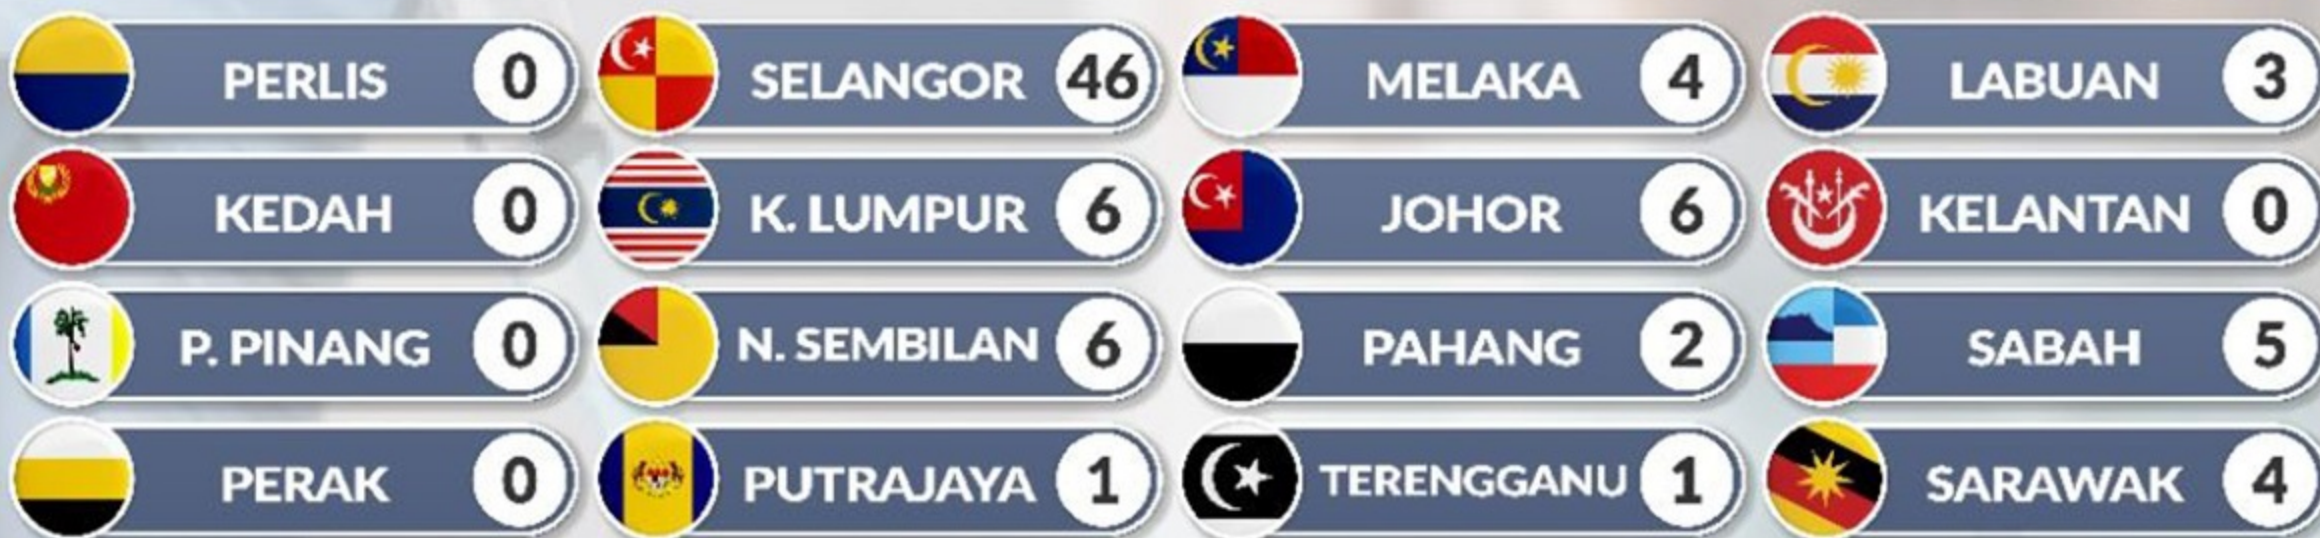 PERLIS 0 SELANGOR 46 MELAKA 4 LABUAN 3
KEDAH 0 K. LUMPUR 6 JOHOR 6 KELANTAN 0
P. PINANG 0 N. SEMBILAN 6 PAHANG 2 SABAH 5
PERAK 0 PUTRAJAYA 1 TERENGGANU 1 SARAWAK 4